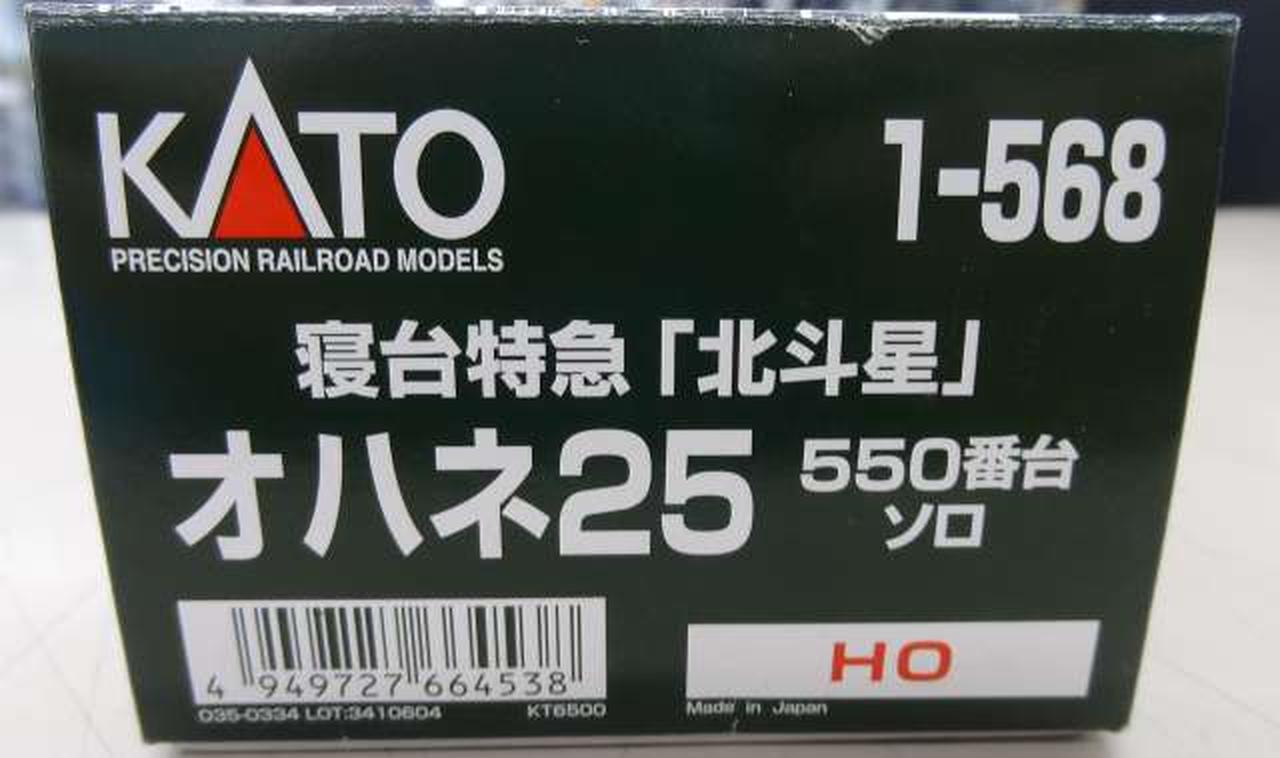 KATO
1-568
PRECISION RAILROAD MODELS
寝台特急「北斗星」
オハネ25 550番台
ソロ
4 949727 664538
HO
035-0334 LOT:3410604 KT6500
Made in Japan